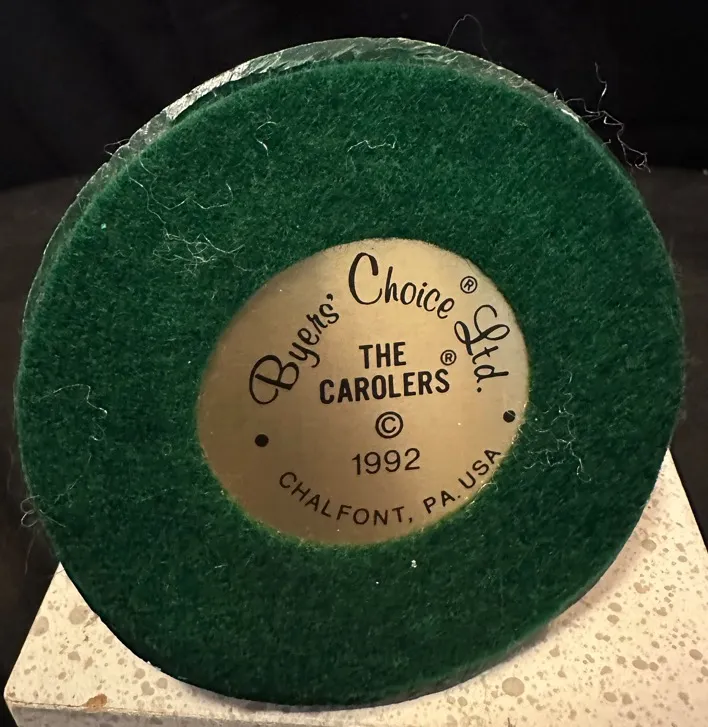 Byers' Choice® Ltd.
THE
CAROLERS®
©
1992
CHALFONT, PA. USA